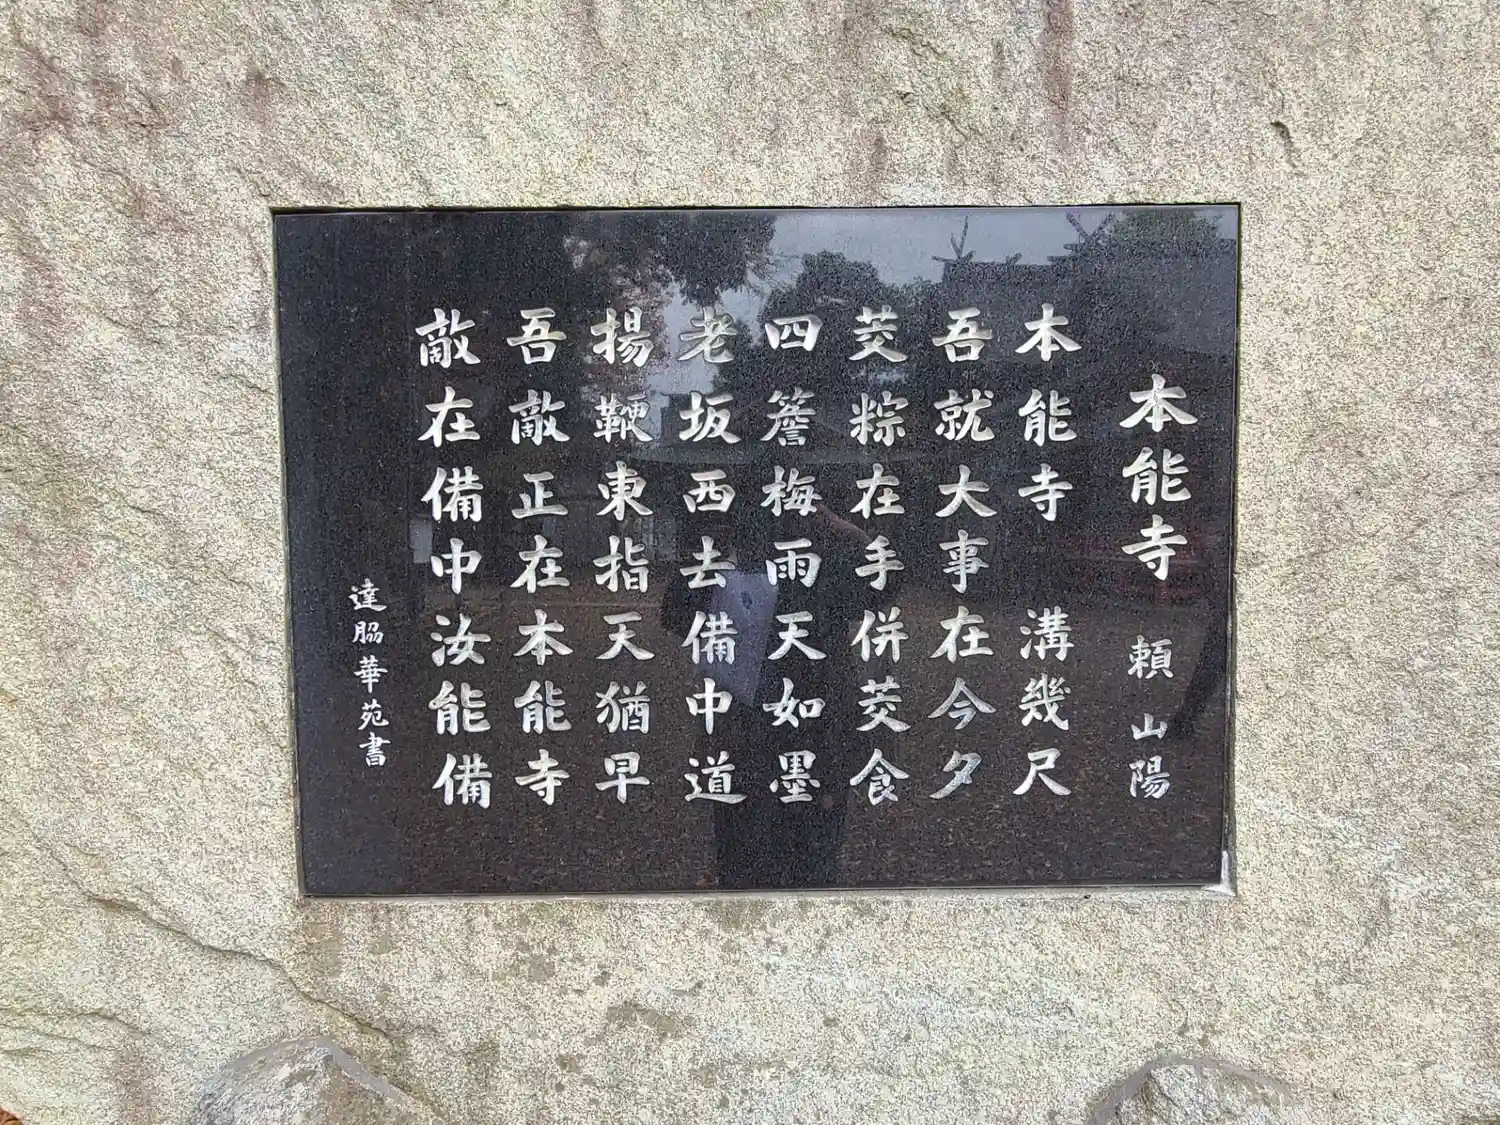 本能寺 頼山陽
本能寺 溝幾尺
吾就大事在今夕
茭粽在手併茭食
四簷梅雨天如墨
老坂西去備中道
揚鞭東指天猶早
吾敵正在本能寺
敵在備中汝能備
達脇華苑書